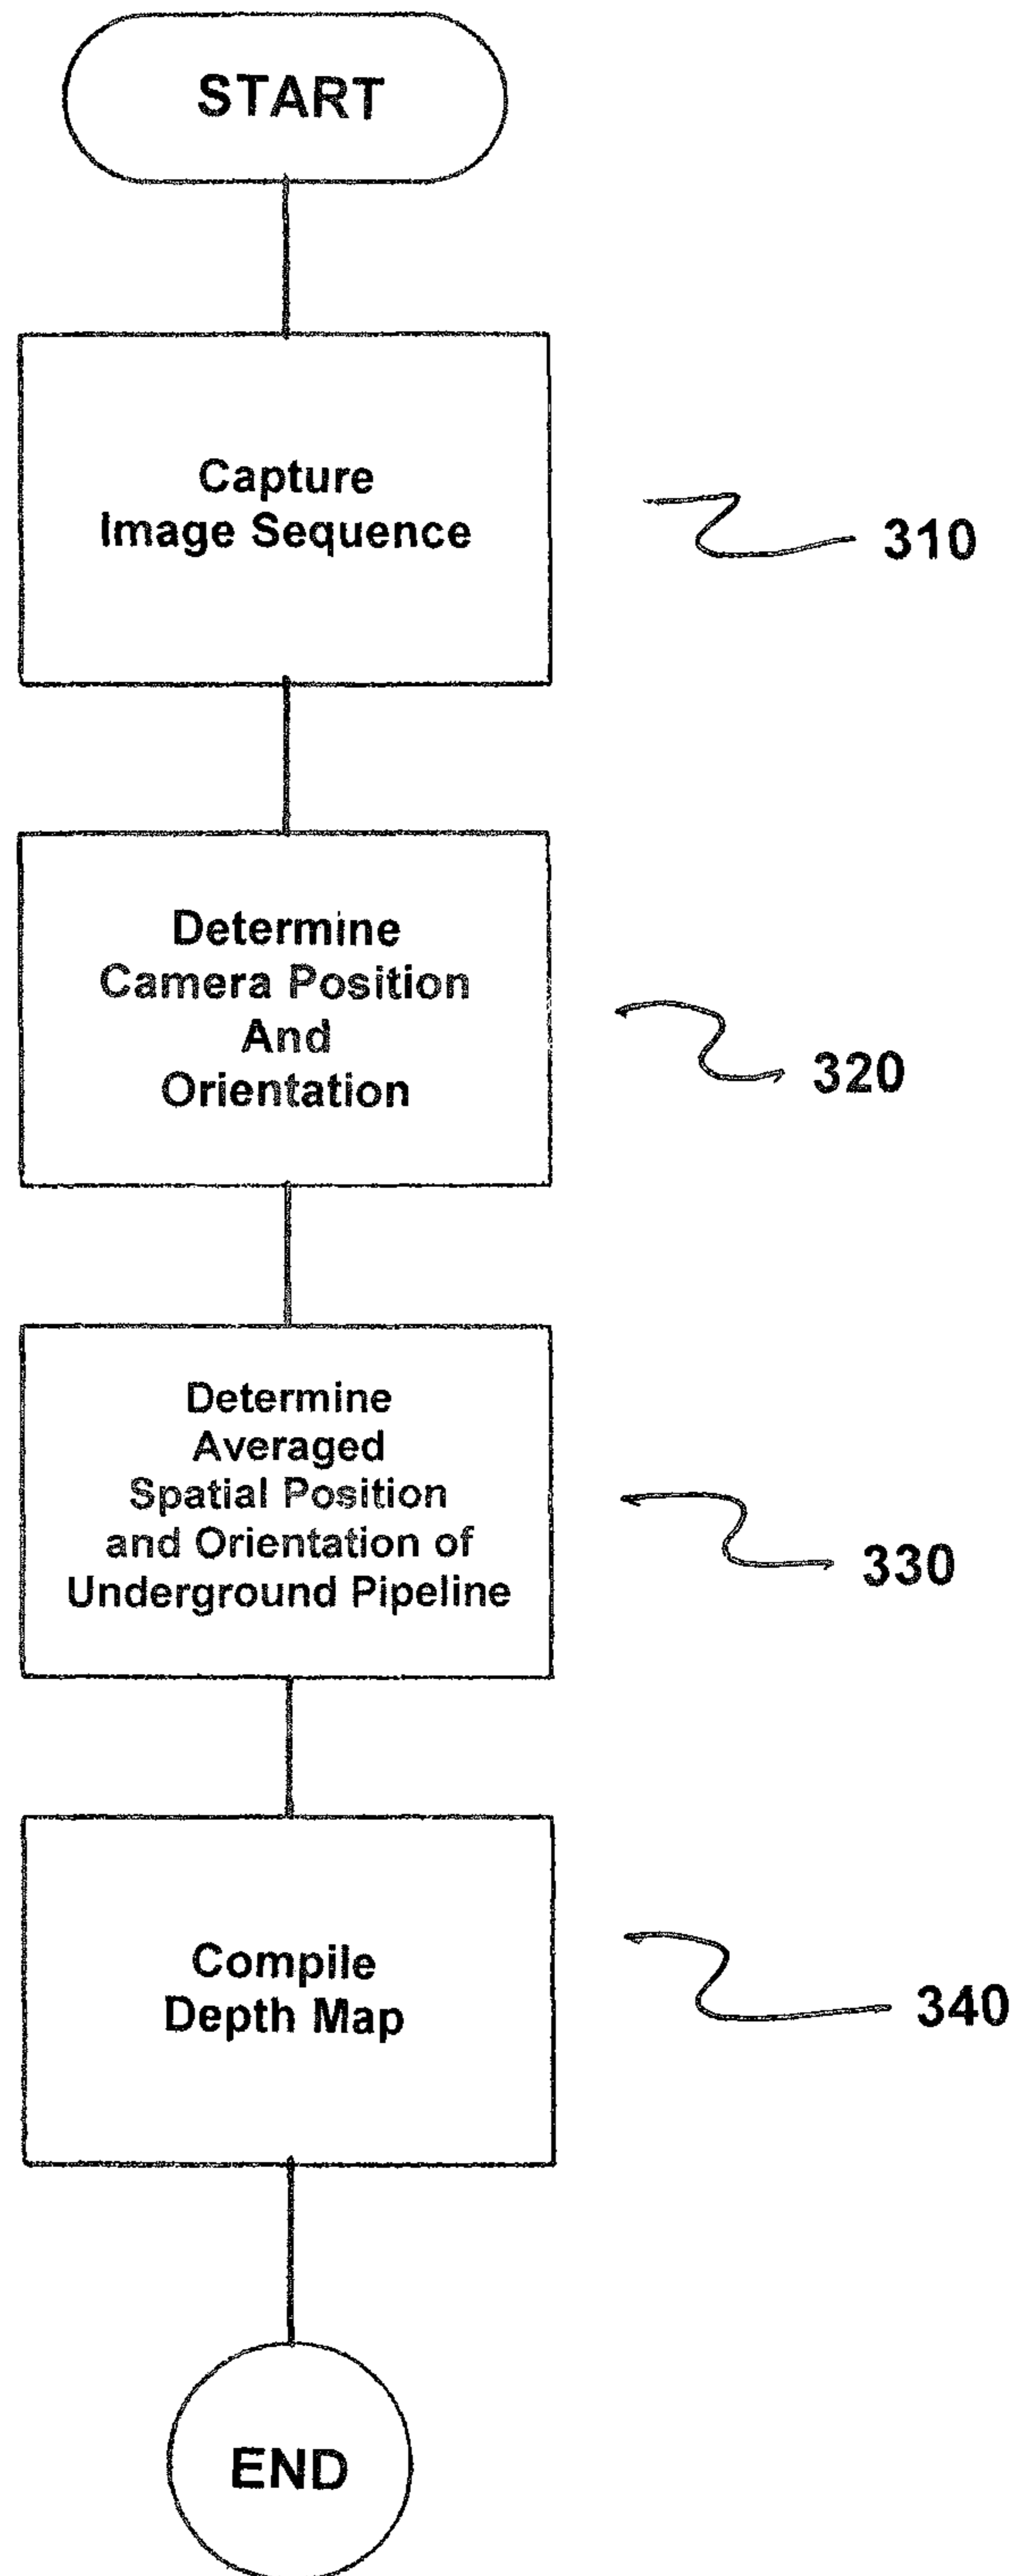 START
Capture
Image Sequence
310
Determine
Camera Position
And
Orientation
320
Determine
Averaged
Spatial Position
and Orientation of
Underground Pipeline
330
Compile
Depth Map
340
END